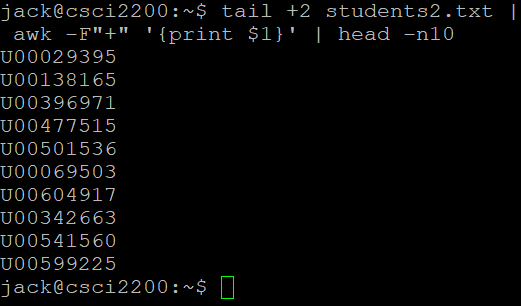 jack@csci2200:~$ tail +2 students2.txt |
 awk -F"+" '{print $1}' | head -n10
U00029395
U00138165
U00396971
U00477515
U00501536
U00069503
U00604917
U00342663
U00541560
U00599225
jack@csci2200:~$